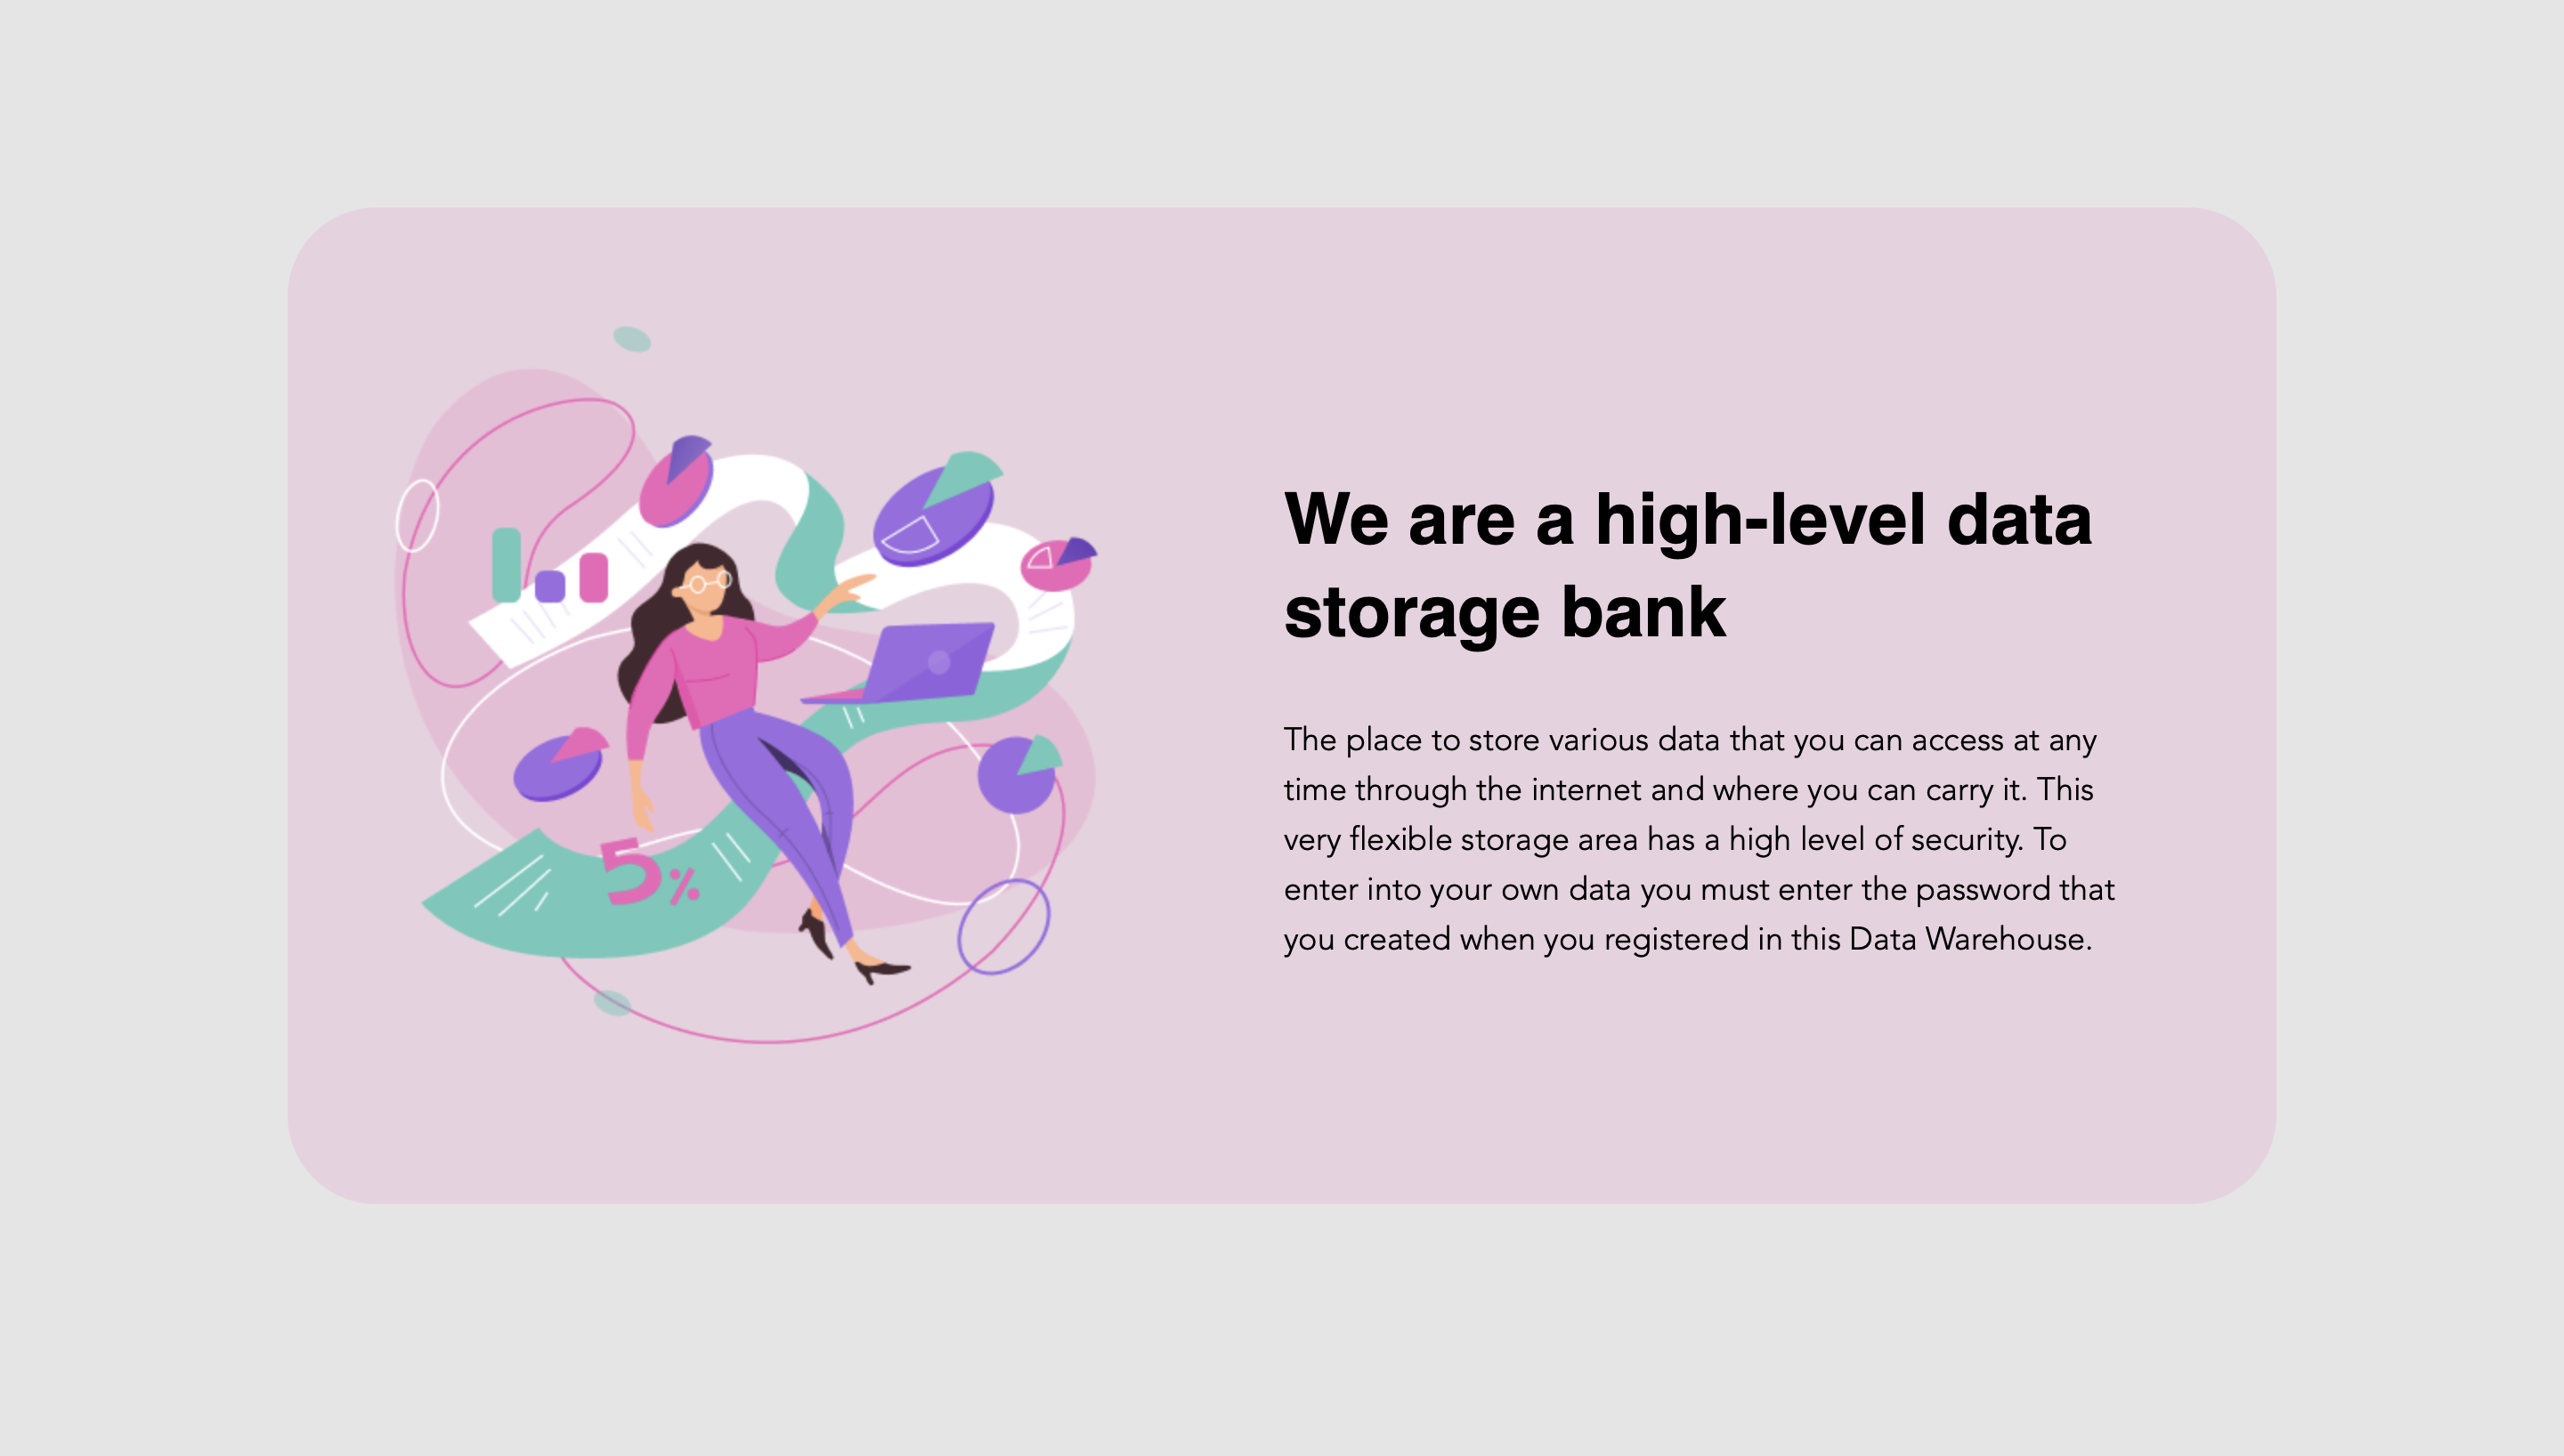 We are a high-level data
storage bank
The place to store various data that you can access at any
time through the internet and where you can carry it. This
very flexible storage area has a high level of security. To
enter into your own data you must enter the password that
you created when you registered in this Data Warehouse.
5%